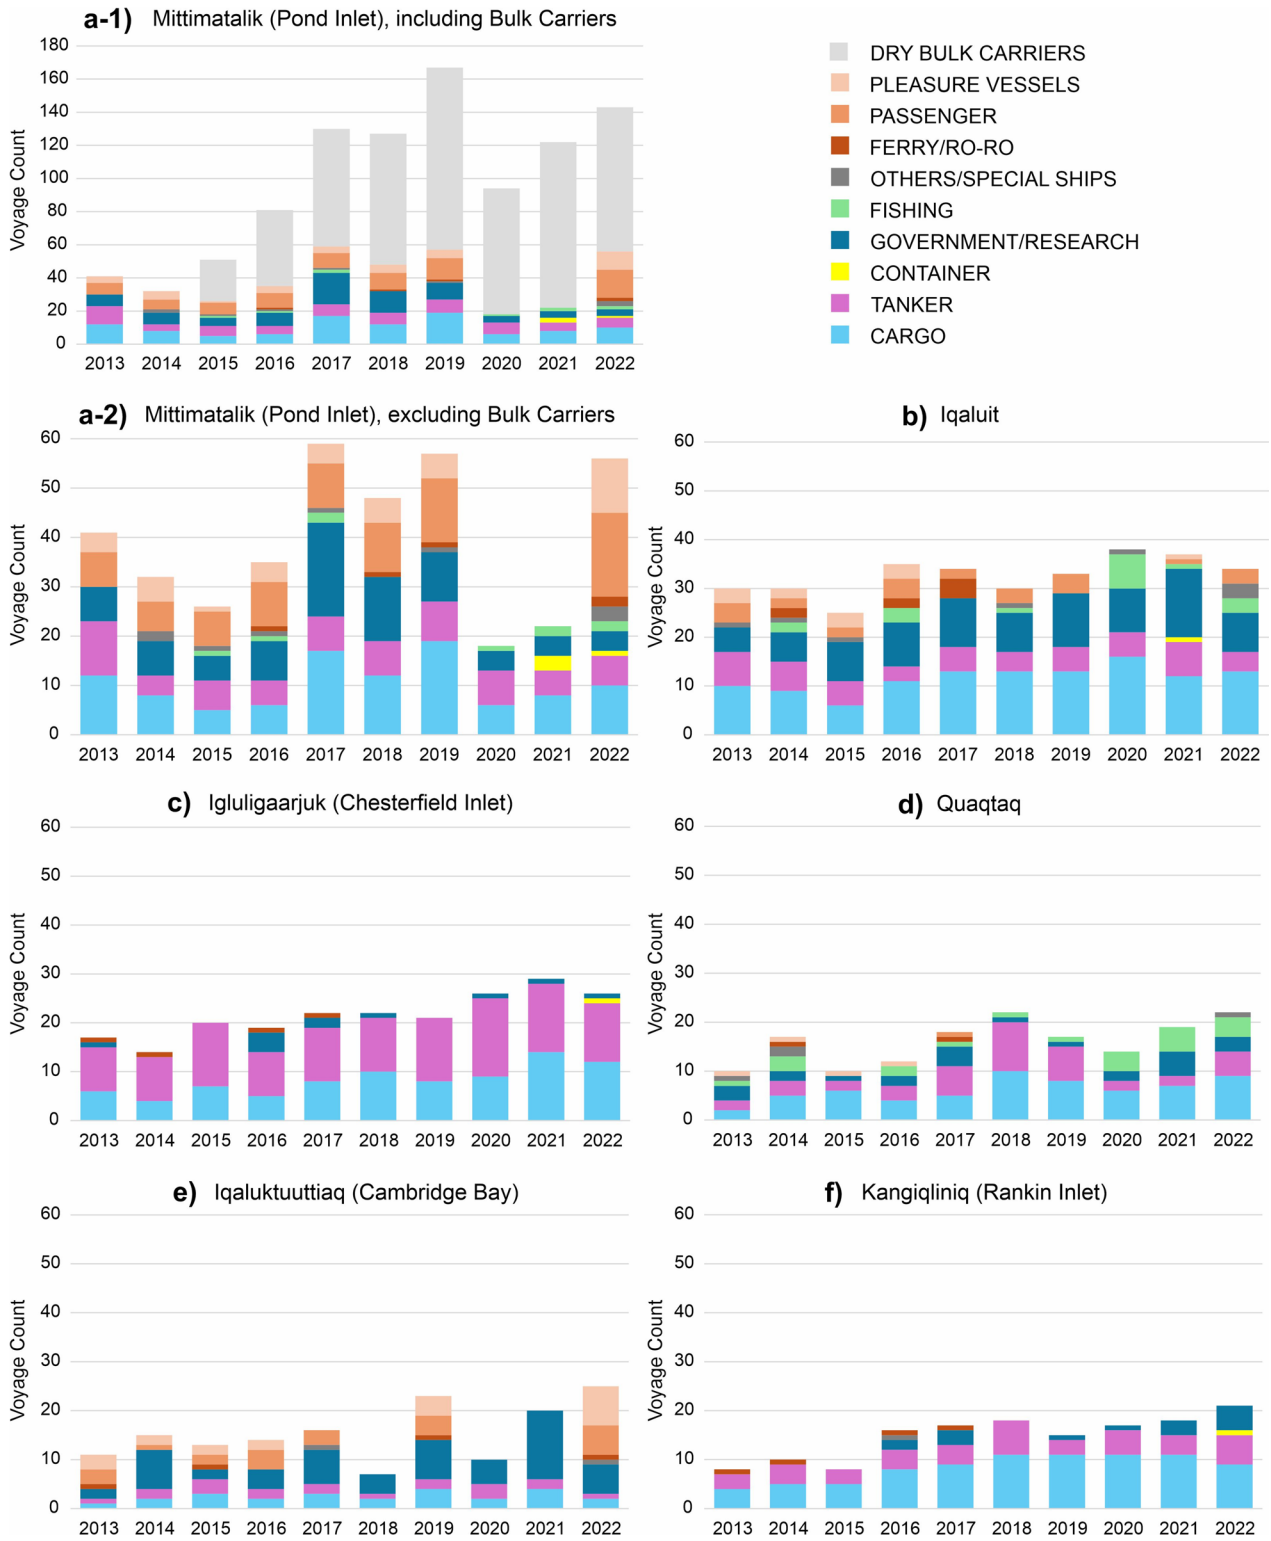 a-1) Mittimatalik (Pond Inlet), including Bulk Carriers
Voyage Count
180
160
140
120
100
80
60
40
20
0
2013 2014 2015 2016 2017 2018 2019 2020 2021 2022
DRY BULK CARRIERS
PLEASURE VESSELS
PASSENGER
FERRY/RO-RO
OTHERS/SPECIAL SHIPS
FISHING
GOVERNMENT/RESEARCH
CONTAINER
TANKER
CARGO
a-2) Mittimatalik (Pond Inlet), excluding Bulk Carriers
Voyage Count
60
50
40
30
20
10
0
2013 2014 2015 2016 2017 2018 2019 2020 2021 2022
b) Iqaluit
Voyage Count
60
50
40
30
20
10
0
2013 2014 2015 2016 2017 2018 2019 2020 2021 2022
c) Igluligaarjuk (Chesterfield Inlet)
Voyage Count
60
50
40
30
20
10
0
2013 2014 2015 2016 2017 2018 2019 2020 2021 2022
d) Quaqtaq
Voyage Count
60
50
40
30
20
10
0
2013 2014 2015 2016 2017 2018 2019 2020 2021 2022
e) Iqaluktuuttiaq (Cambridge Bay)
Voyage Count
60
50
40
30
20
10
0
2013 2014 2015 2016 2017 2018 2019 2020 2021 2022
f) Kangiqliniq (Rankin Inlet)
Voyage Count
60
50
40
30
20
10
0
2013 2014 2015 2016 2017 2018 2019 2020 2021 2022